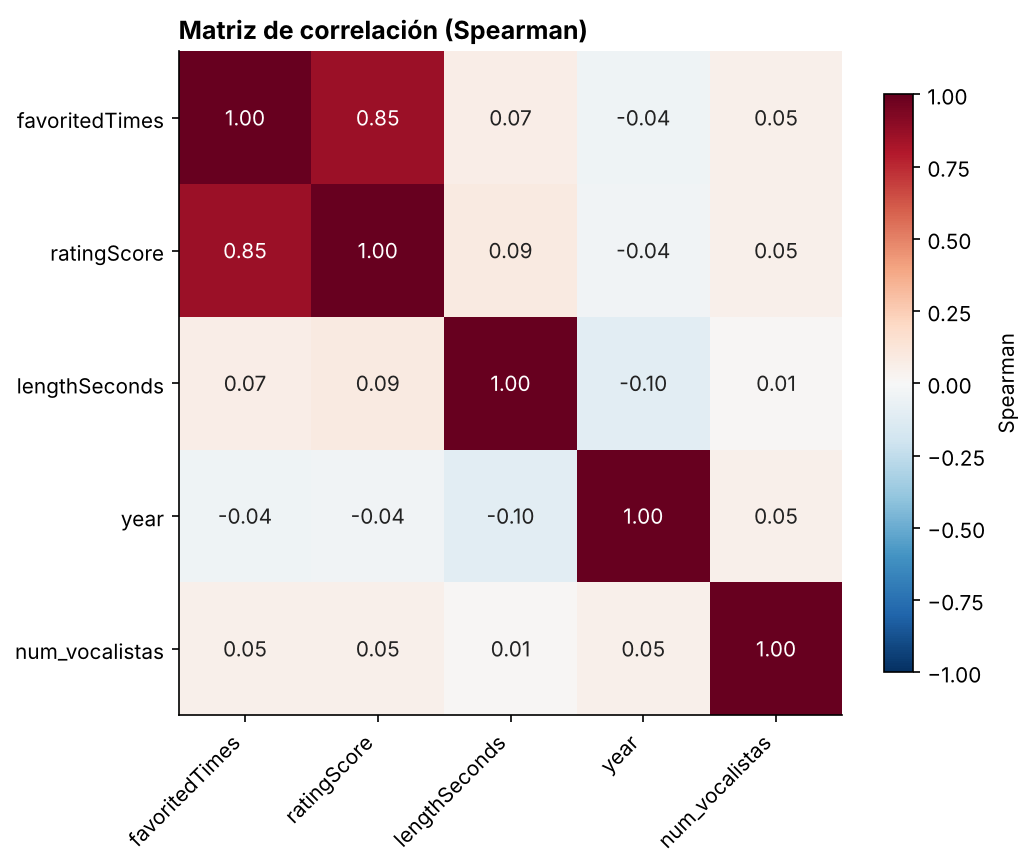 Matriz de correlación (Spearman)
favoritedTimes 1.00 0.85 0.07 -0.04 0.05
ratingScore 0.85 1.00 0.09 -0.04 0.05
lengthSeconds 0.07 0.09 1.00 -0.10 0.01
year -0.04 -0.04 -0.10 1.00 0.05
num_vocalistas 0.05 0.05 0.01 0.05 1.00
favoritedTimes
ratingScore
lengthSeconds
year
num_vocalistas
1.00
0.75
0.50
0.25
0.00
−0.25
−0.50
−0.75
−1.00
Spearman